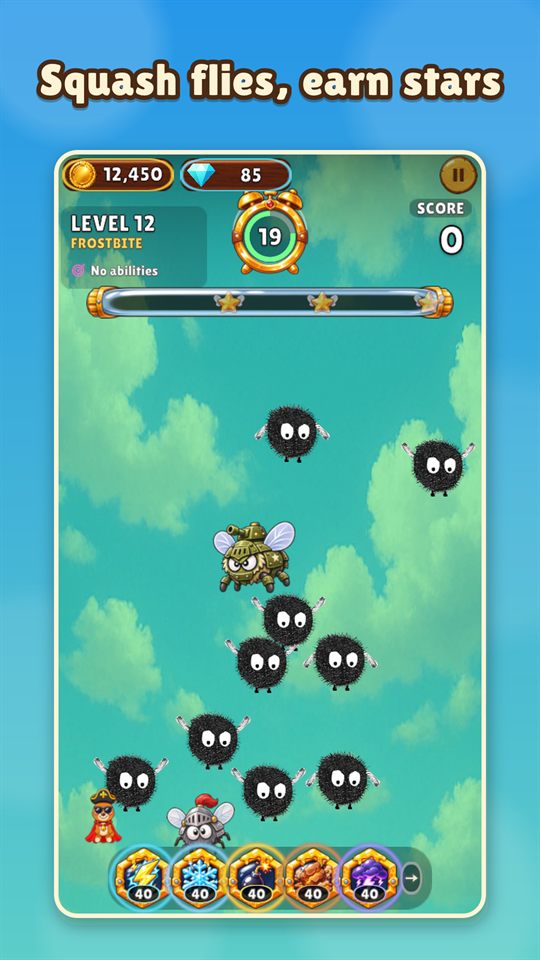 Squash flies, earn stars
12,450
85
LEVEL 12
FROSTBITE
No abilities
19
SCORE
0
40
40
40
40
40